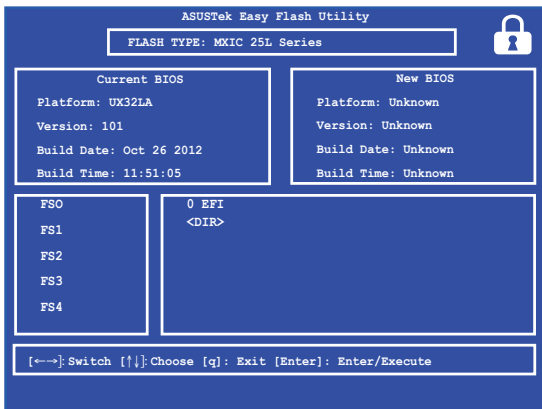 ASUSTek Easy Flash Utility
FLASH TYPE: MXIC 25L Series
Current BIOS
Platform: UX32LA
Version: 101
Build Date: Oct 26 2012
Build Time: 11:51:05
New BIOS
Platform: Unknown
Version: Unknown
Build Date: Unknown
Build Time: Unknown
FSO
FS1
FS2
FS3
FS4
0 EFI
<DIR>
[←→]: Switch [↑↓]: Choose [q]: Exit [Enter]: Enter/Execute